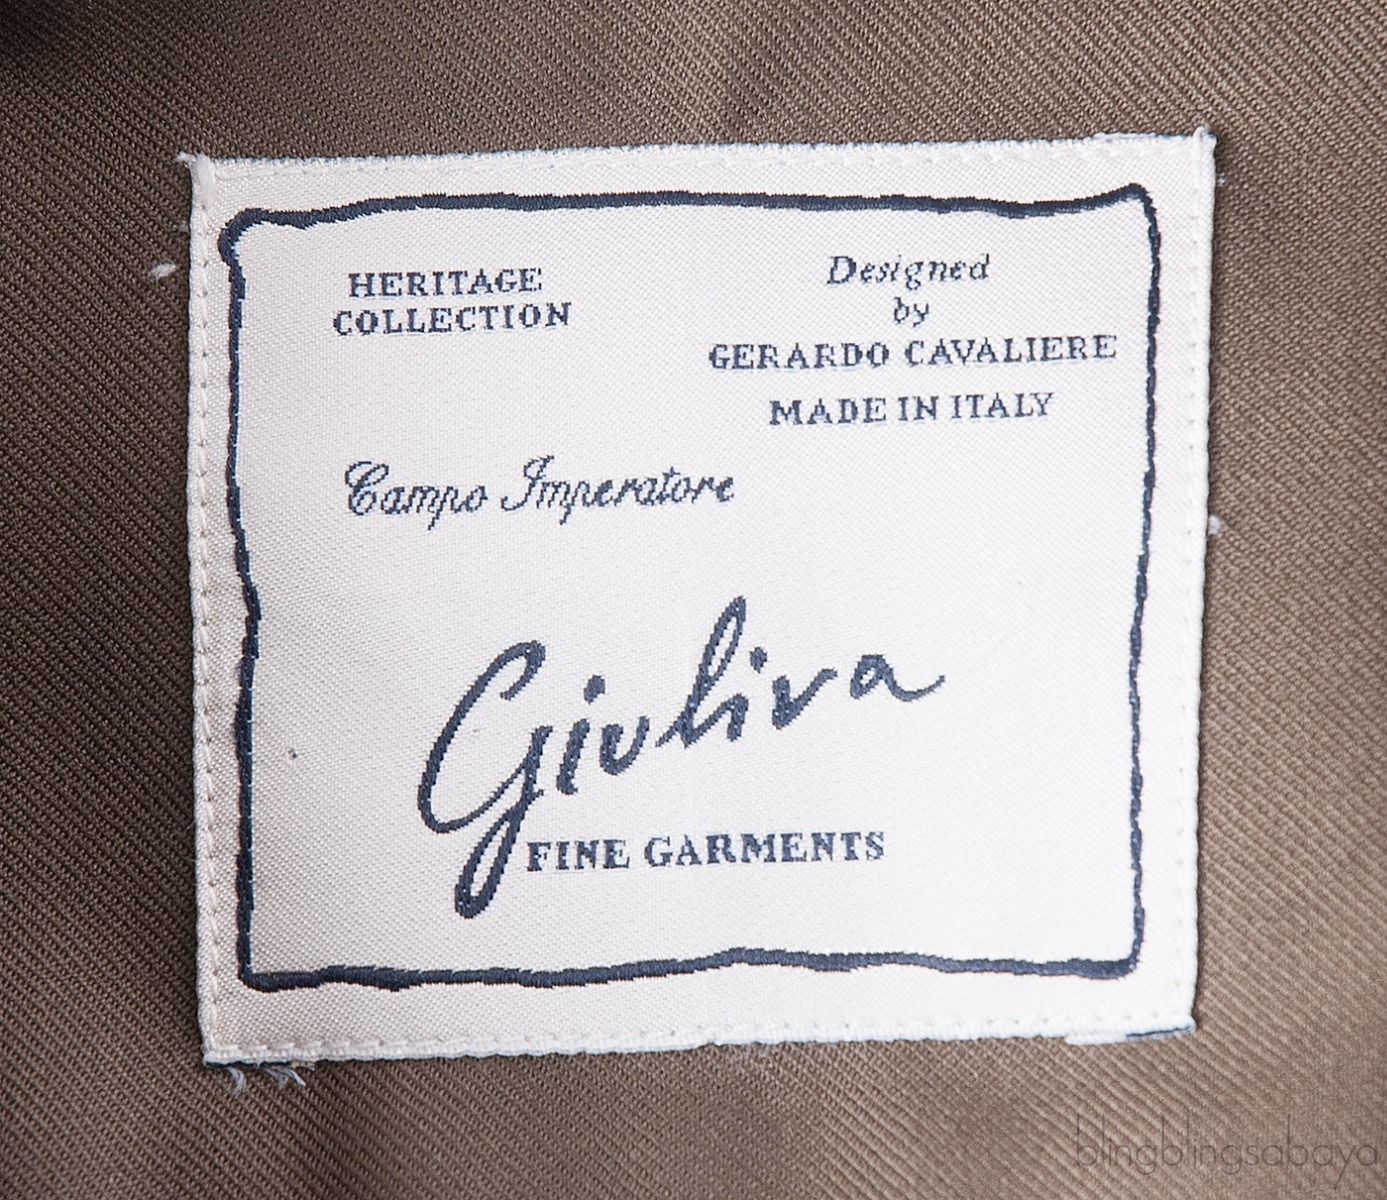 HERITAGE
COLLECTION
Designed
by
GERARDO CAVALIERE
MADE IN ITALY
Campo Imperatore
Giuliva
FINE GARMENTS
blingblingsabaya